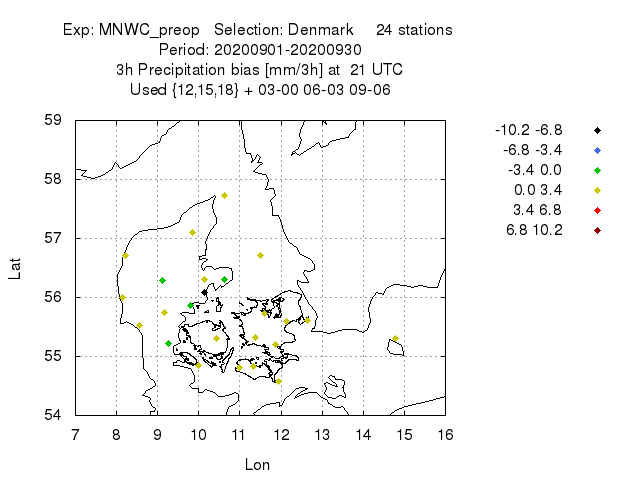 Exp: MNWC_preop   Selection: Denmark     24 stations
Period: 20200901-20200930
3h Precipitation bias [mm/3h] at  21 UTC
Used {12,15,18} + 03-00 06-03 09-06
-10.2 -6.8
-6.8 -3.4
-3.4 0.0
0.0 3.4
3.4 6.8
6.8 10.2
59
58
57
56
55
54
Lat
7 8 9 10 11 12 13 14 15 16
Lon